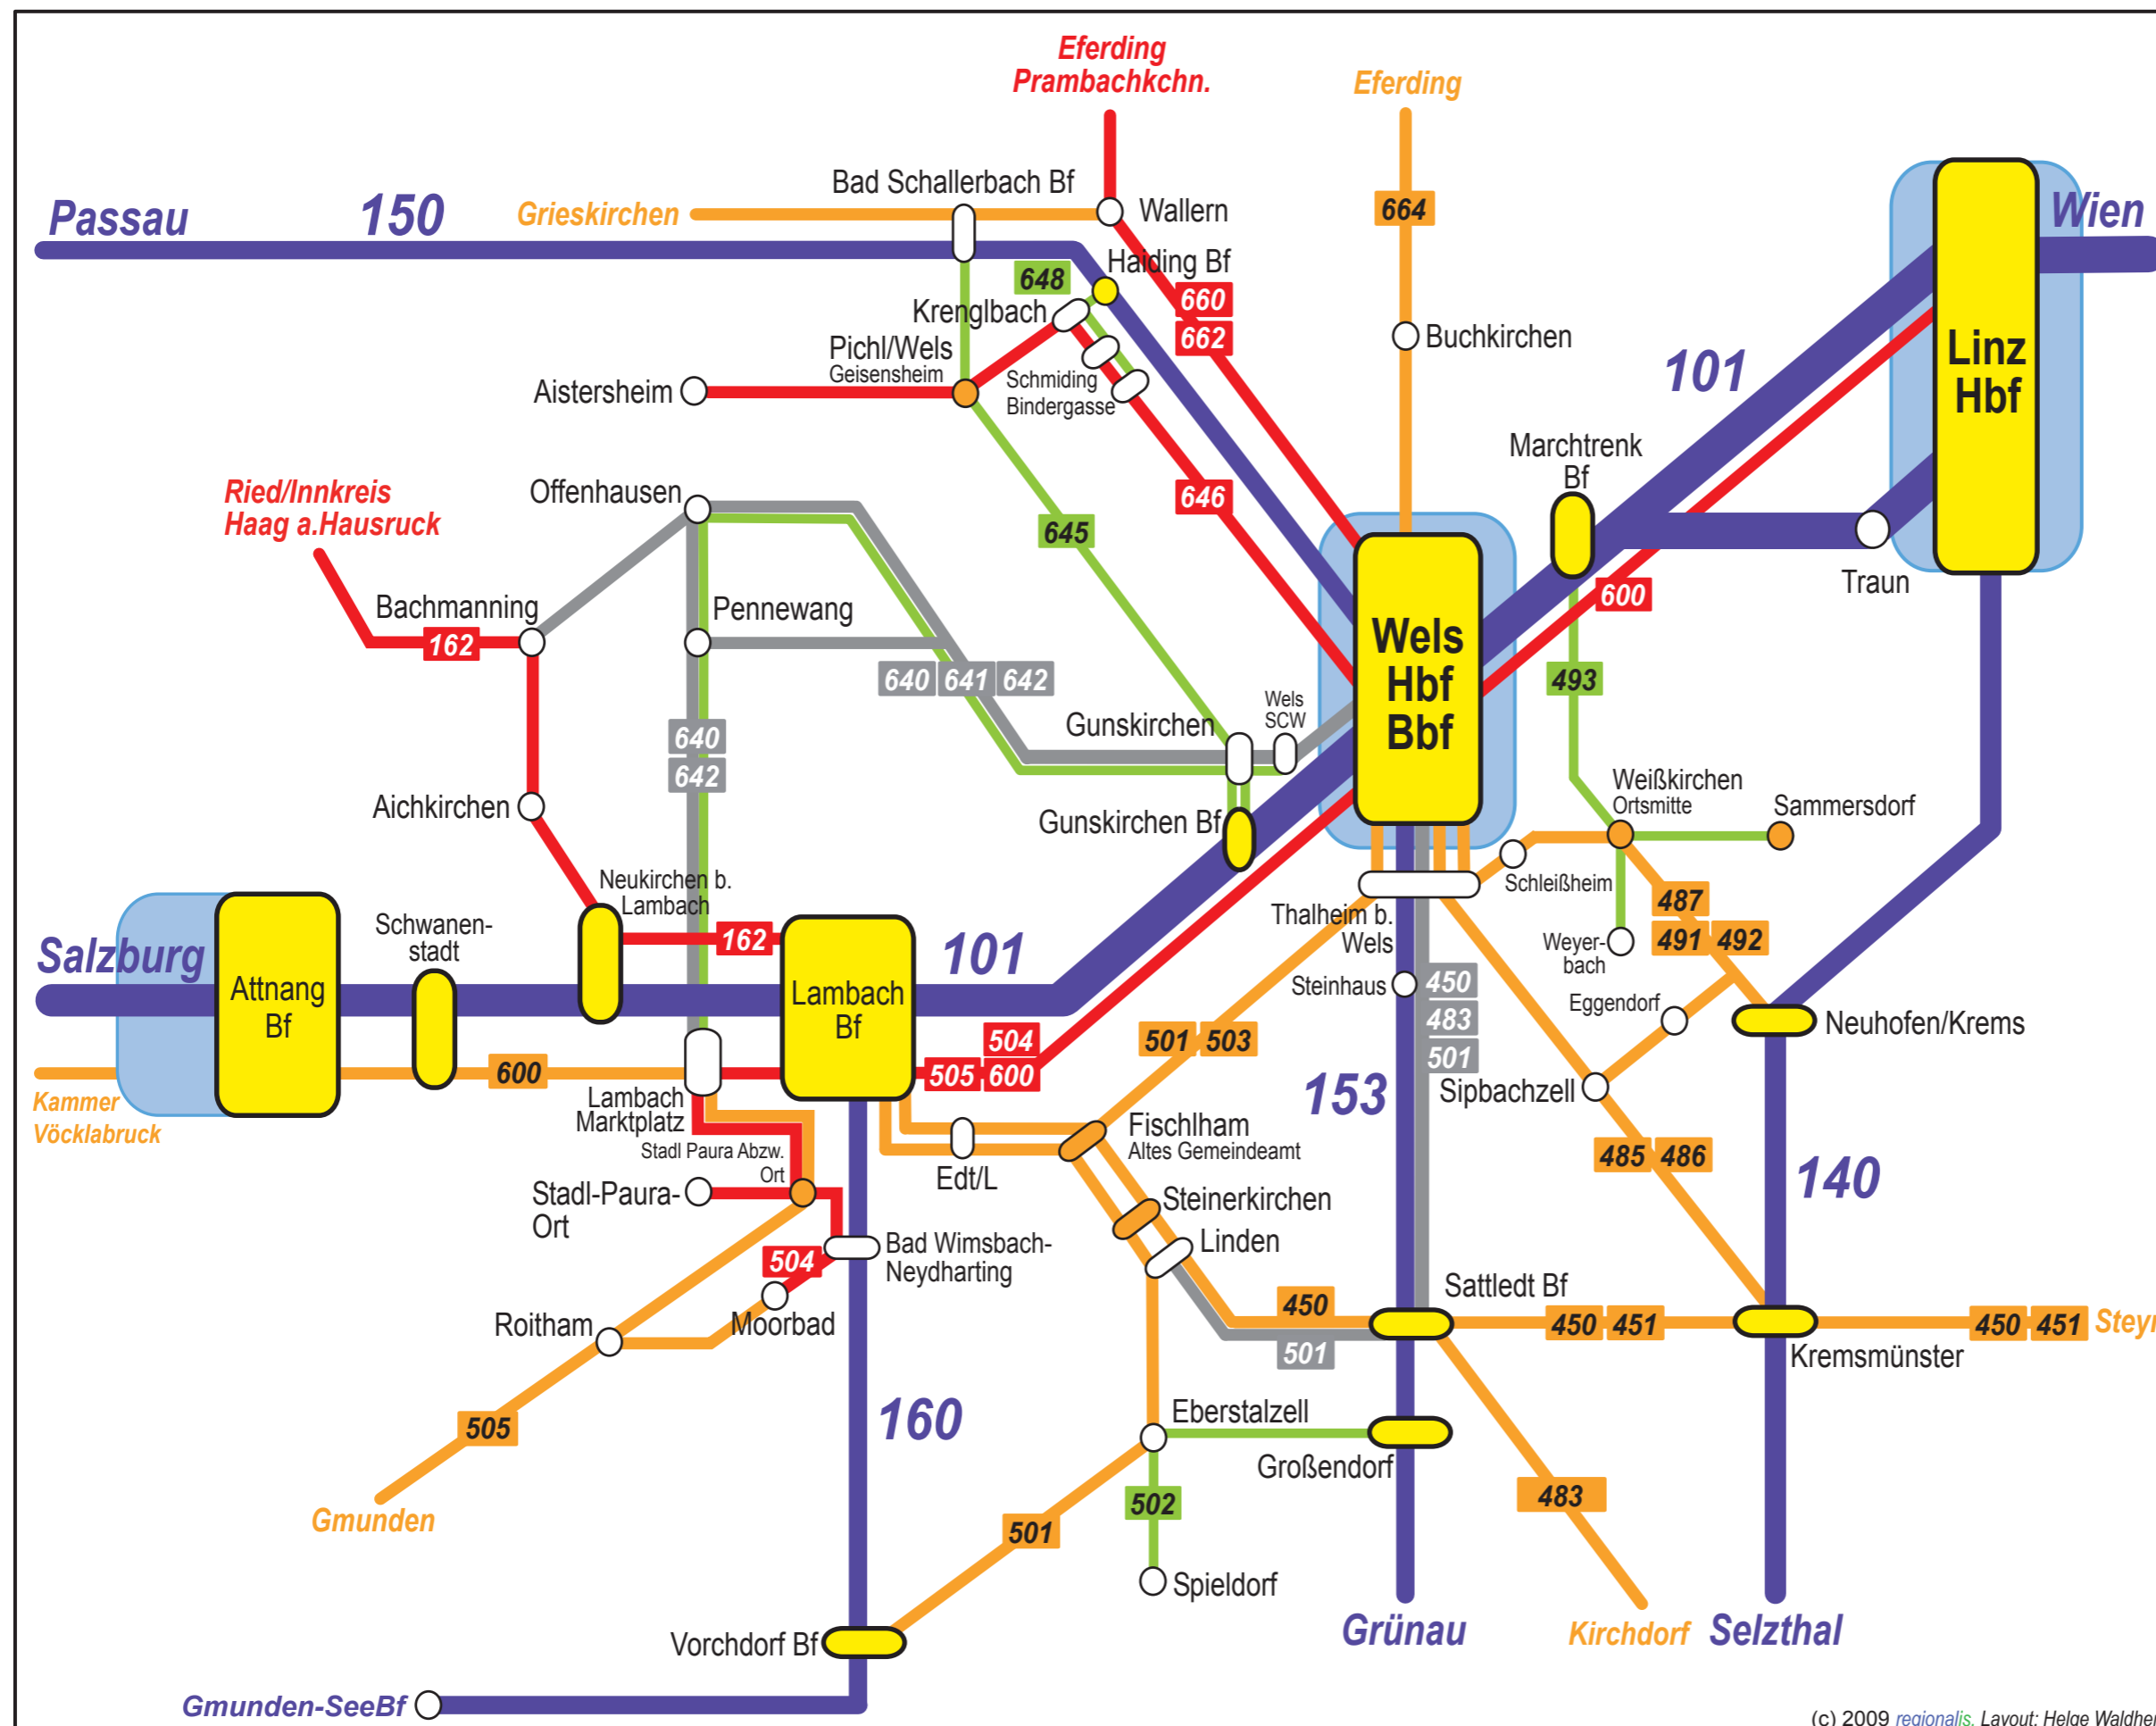 Eferding
Prambachkchn.
Eferding
Passau
150
Grieskirchen
Bad Schallerbach Bf
Wallern
664
Wien
648
Haiding Bf
Krenglbach
660
662
Buchkirchen
Pichl/Wels
Geisensheim
Schmiding
Bindergasse
Aistersheim
101
Linz
Hbf
Marchtrenk
Bf
Ried/Innkreis
Haag a.Hausruck
Offenhausen
646
645
Traun
600
Bachmanning
162
Pennewang
Wels
Hbf
Bbf
640
641
642
493
Wels
SCW
Gunskirchen
640
642
Weißkirchen
Ortsmitte
Sammersdorf
Aichkirchen
Gunskirchen Bf
Schleißheim
Neukirchen b.
Lambach
487
491
492
Weyer-
bach
Thalheim b.
Wels
Schwanen-
stadt
162
101
Salzburg
Attnang
Bf
Lambach
Bf
Steinhaus
450
483
501
Eggendorf
Neuhofen/Krems
504
505
600
501
503
600
Kammer
Vöcklabruck
Lambach
Marktplatz
153
Sipbachzell
Stadl Paura Abzw.
Ort
Fischlham
Altes Gemeindeamt
485
486
140
Edt/L
Stadl-Paura-
Ort
Steinerkirchen
Linden
504
Bad Wimsbach-
Neydharting
Sattledt Bf
Roitham
Moorbad
450
501
450
451
450
451
Steyr
Kremsmünster
505
160
Eberstalzell
Großendorf
Gmunden
501
502
483
Spieldorf
Vorchdorf Bf
Grünau
Kirchdorf
Selzthal
Gmunden-SeeBf
(c) 2009 regionalis. Layout: Helge